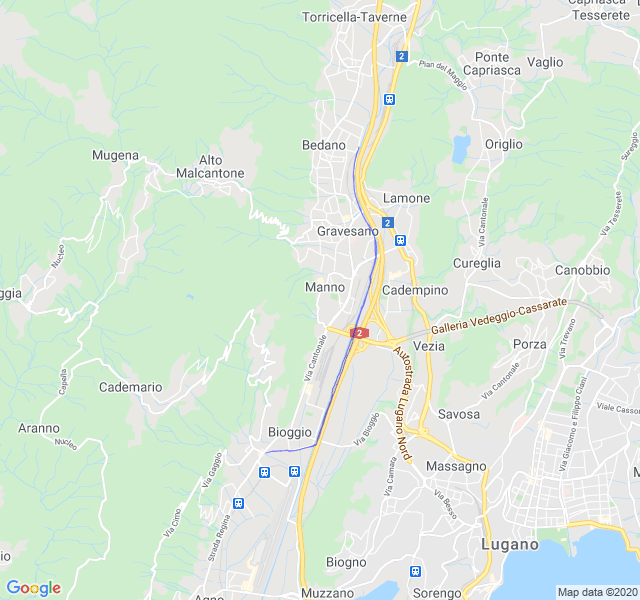 Torricella-Taverne
Capriasca
Tesserete
2
Ponte
Capriasca
Vaglio
Pian del Maggio
Sureggio
Bedano
Origlio
Mugena
Alto
Malcantone
Lamone
Via Cantonale
Via Tesserete
2
Gravesano
Nucleo
Cureglia
Canobbio
ggia
Manno
Cadempino
Galleria Vedeggio-Cassarate
2
Vezia
Porza
Via Trevano
Via Cantonale
Autostrada Lugano Nord
Capella
Cademario
Via Cantonale
Via Giacomo e Filippo Ciani
Viale Casson
Savosa
Aranno
Nucleo
Bioggio
Via Bioggio
Via Gaggio
Via Camara
Massagno
M
Via Besso
Via Cimo
Strada Regina
Lugano
io
Biogno
Google
Agno
Muzzano
Sorengo
Map data ©2020